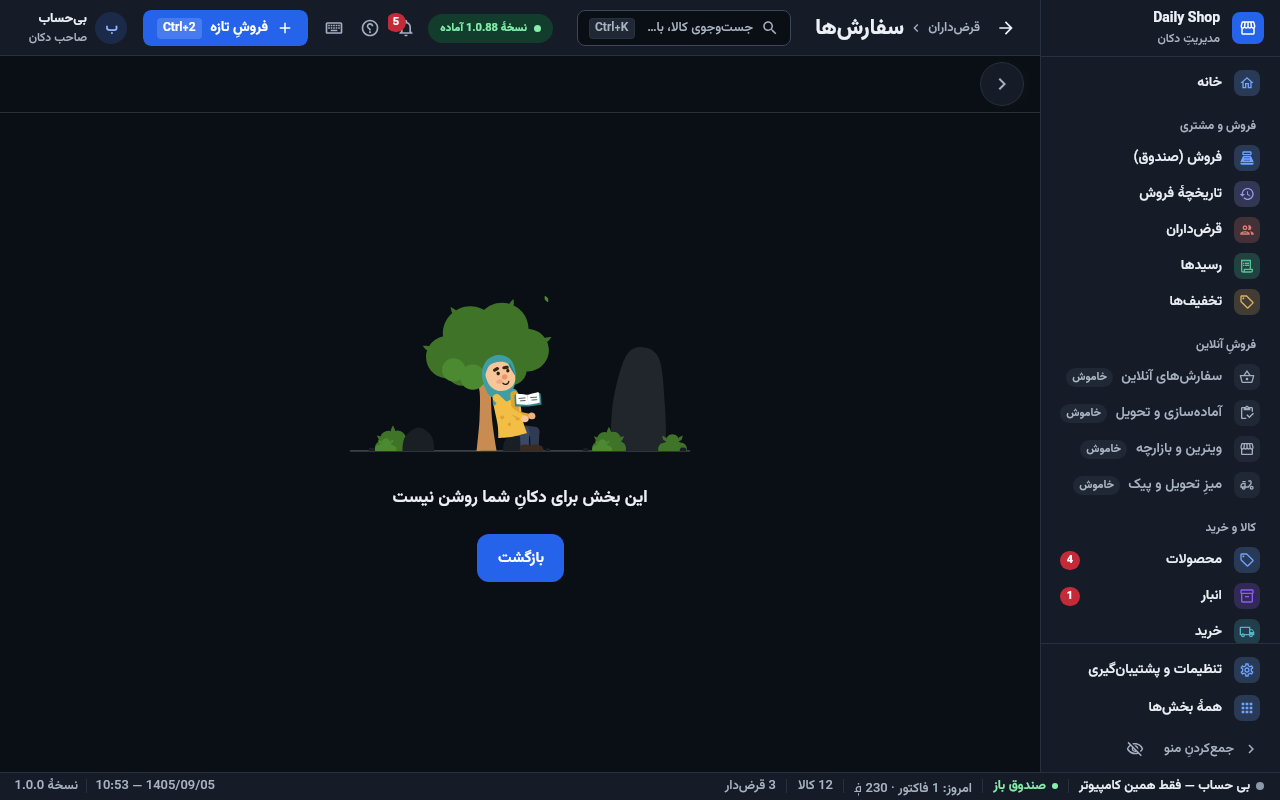 Daily Shop
مدیریتِ دکان
قرض‌داران
سفارش‌ها
جست‌وجوی کالا، با...
Ctrl+K
نسخهٔ 1.0.88 آماده
5
فروشِ تازه
Ctrl+2
بی‌حساب
صاحب دکان
ب
خانه
فروش و مشتری
فروش (صندوق)
تاریخچهٔ فروش
قرض‌داران
رسیدها
تخفیف‌ها
فروشِ آنلاین
سفارش‌های آنلاین
خاموش
آماده‌سازی و تحویل
خاموش
ویترین و بازارچه
خاموش
میزِ تحویل و پیک
خاموش
کالا و خرید
محصولات
4
انبار
1
خرید
تنظیمات و پشتیبان‌گیری
همهٔ بخش‌ها
جمع‌کردنِ منو
این بخش برای دکانِ شما روشن نیست
بازگشت
بی حساب — فقط همین کامپیوتر
صندوق باز
امروز: 1 فاکتور · 230 ؋
12 کالا
3 قرض‌دار
1405/09/05 — 10:53
نسخهٔ 1.0.0